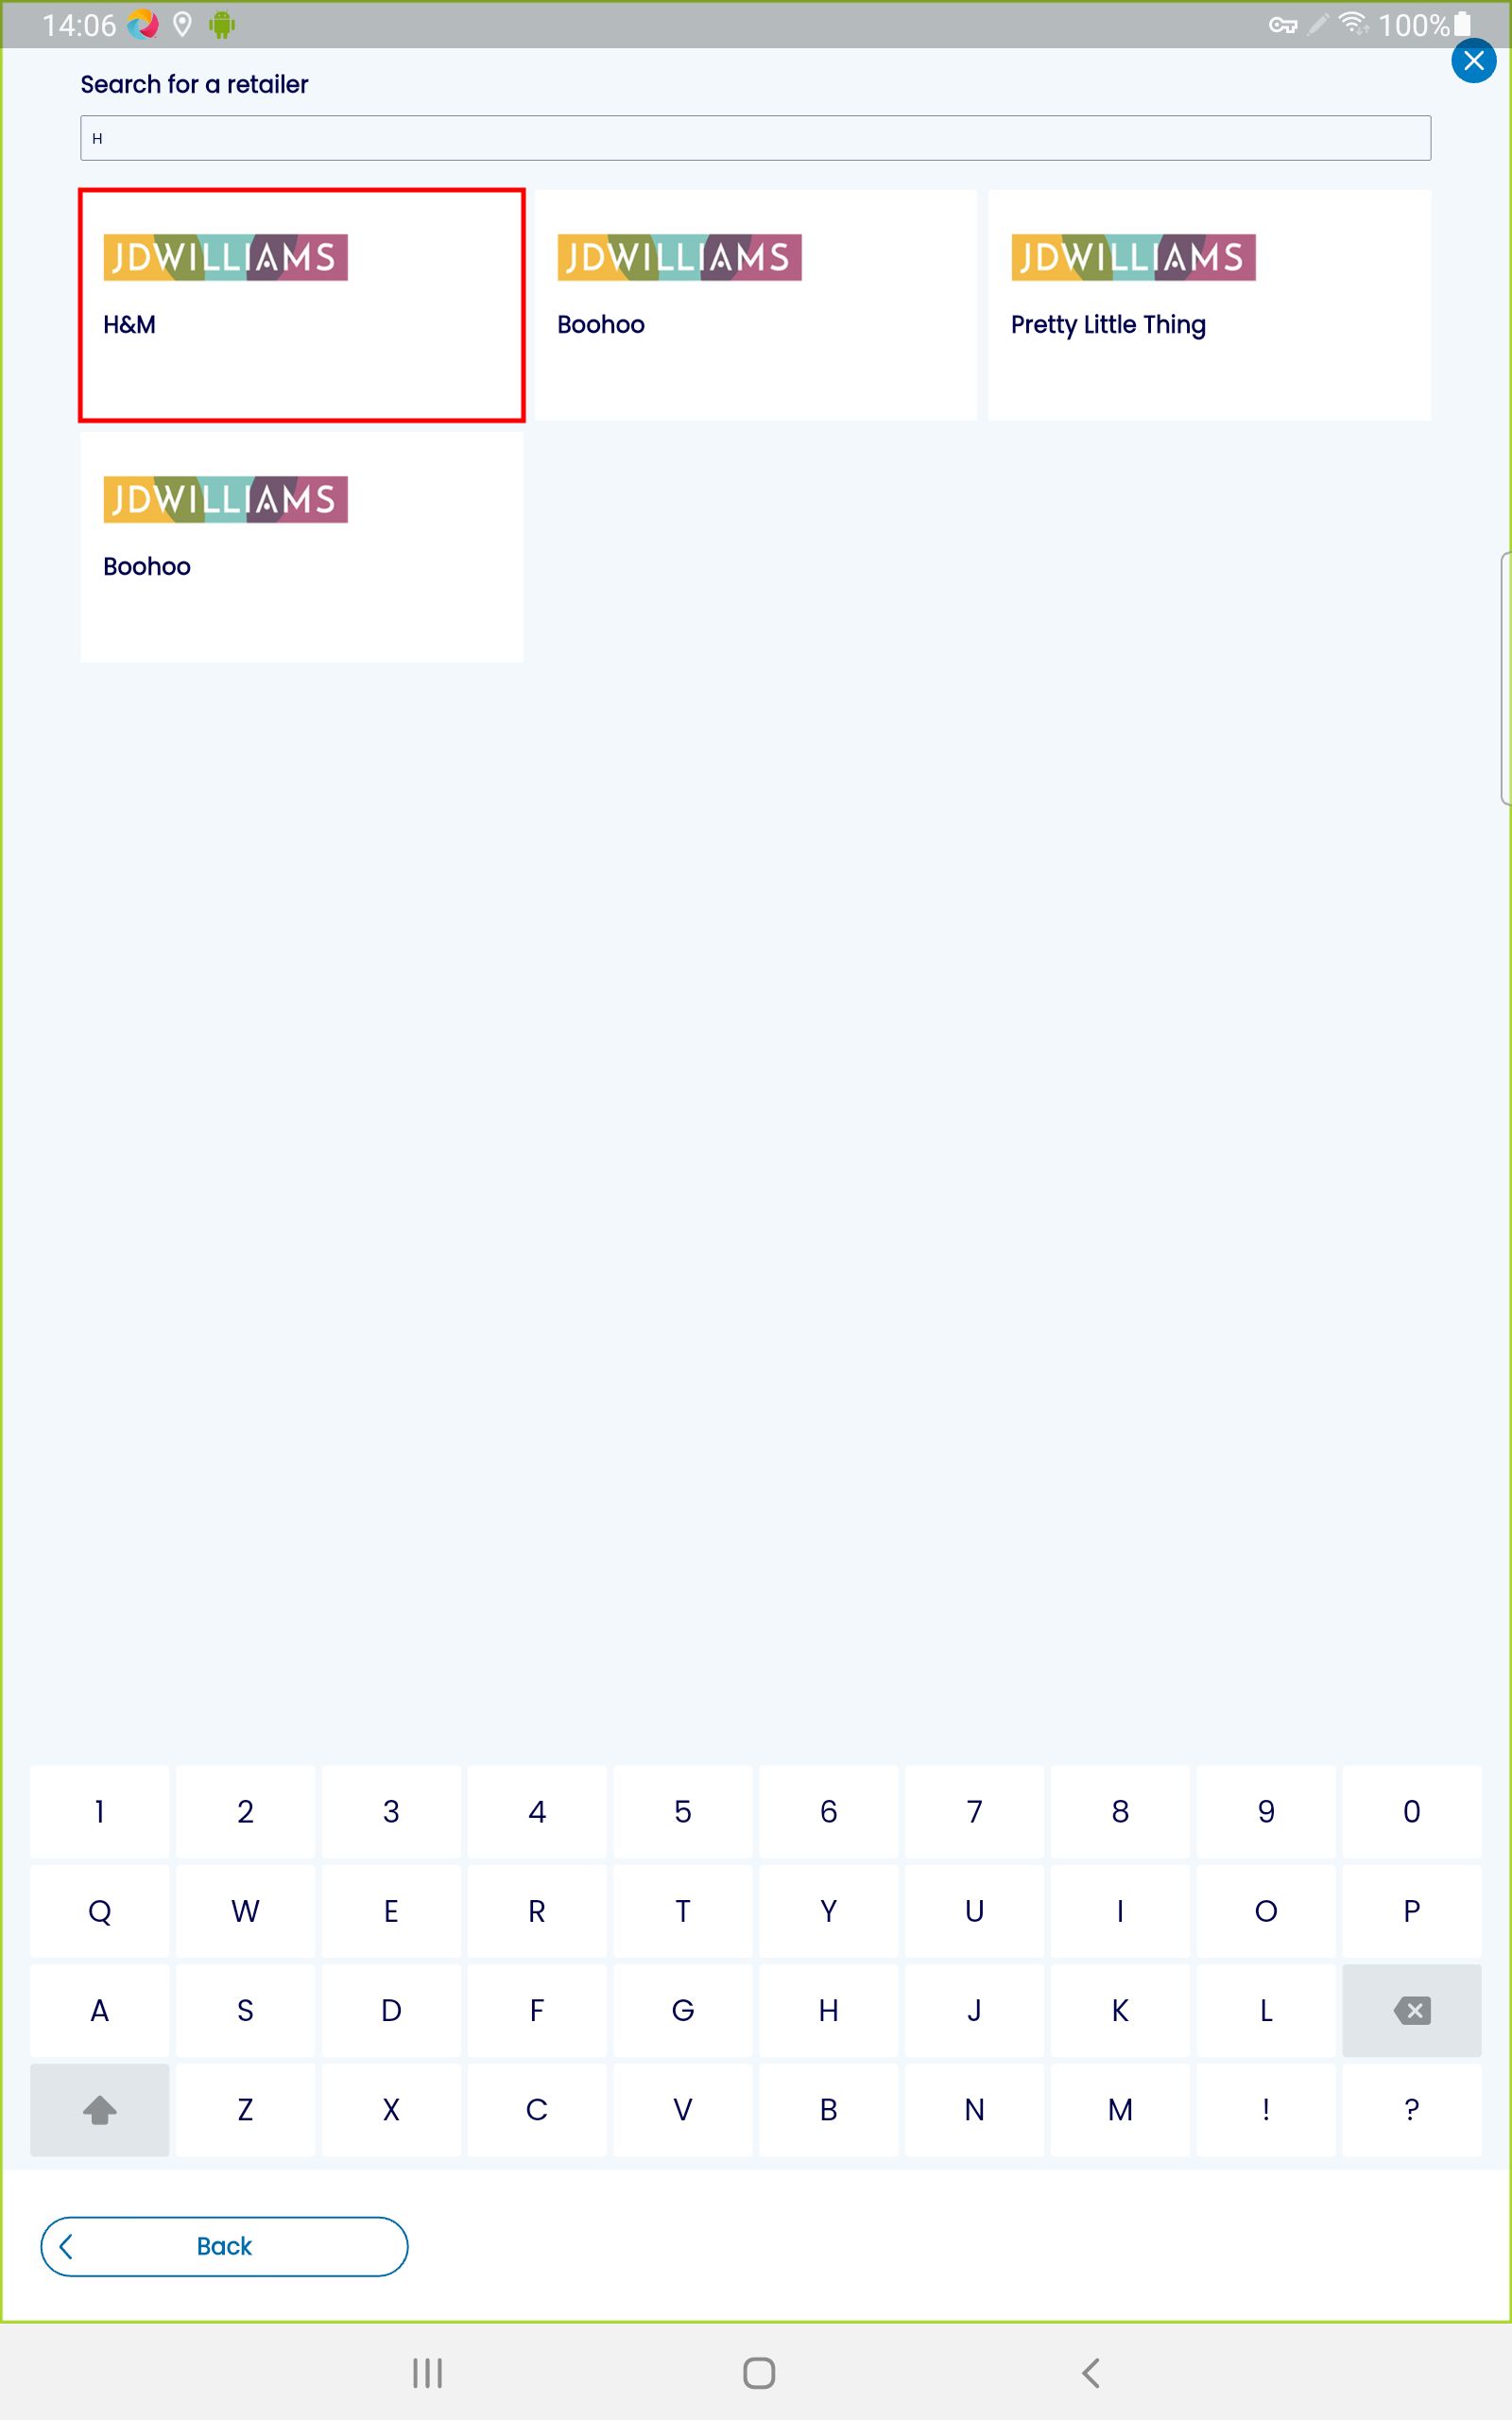 14:06 100%
Search for a retailer
H
JDWILLIAMS JDWILLIAMS JDWILLIAMS
H&M Boohoo Pretty Little Thing
JDWILLIAMS
Boohoo
1 2 3 4 5 6 7 8 9 0
Q W E R T Y U I O P
A S D F G H J K L
Z X C V B N M ! ?
Back